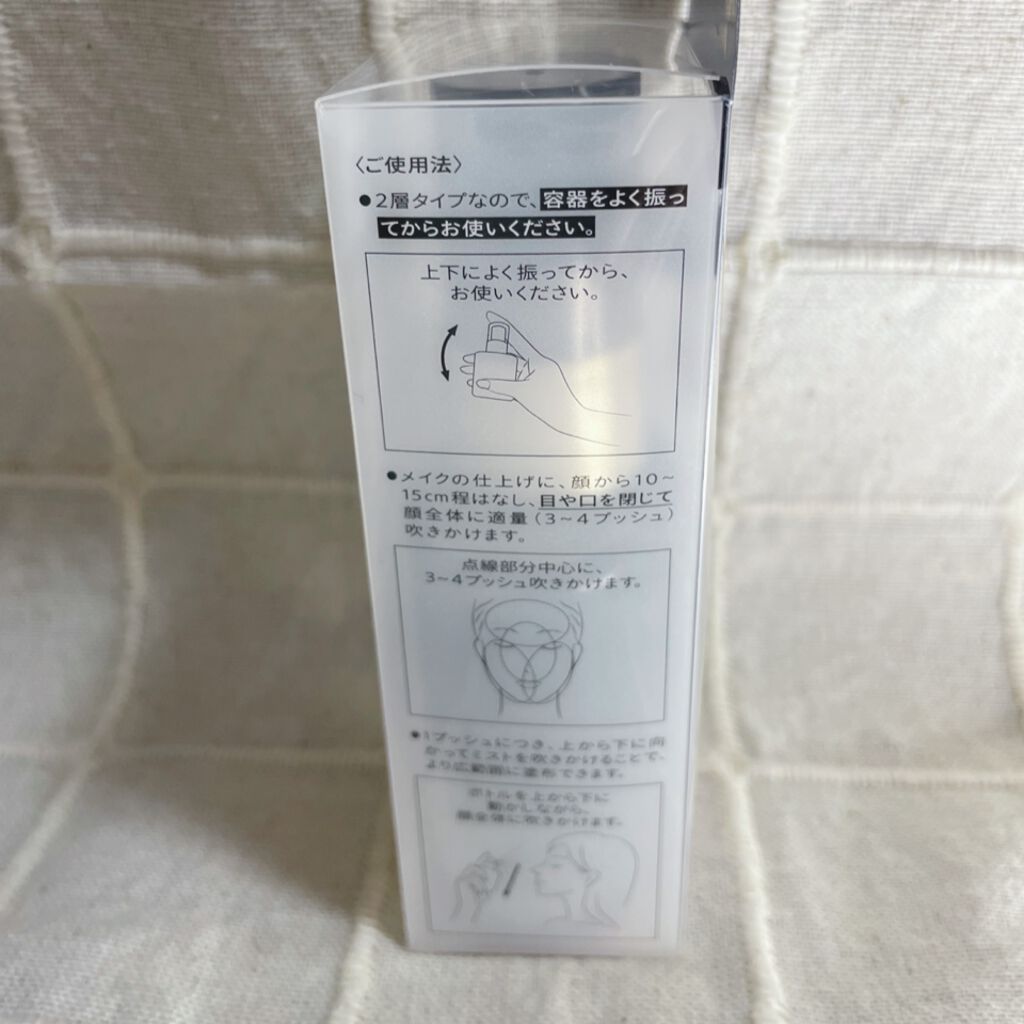 〈ご使用法〉
●2層タイプなので、容器をよく振っ
てからお使いください。
上下によく振ってから、
お使いください。
●メイクの仕上げに、顔から10～
15cm程はなし、目や口を閉じて
顔全体に適量（3～4プッシュ）
吹きかけます。
点線部分中心に、
3～4プッシュ吹きかけます。
●1プッシュにつき、上から下に向
かってミストを吹きかけることで、
より広範囲に塗布できます。
ボトルを上から下に
動かしながら、
顔全体に吹きかけます。